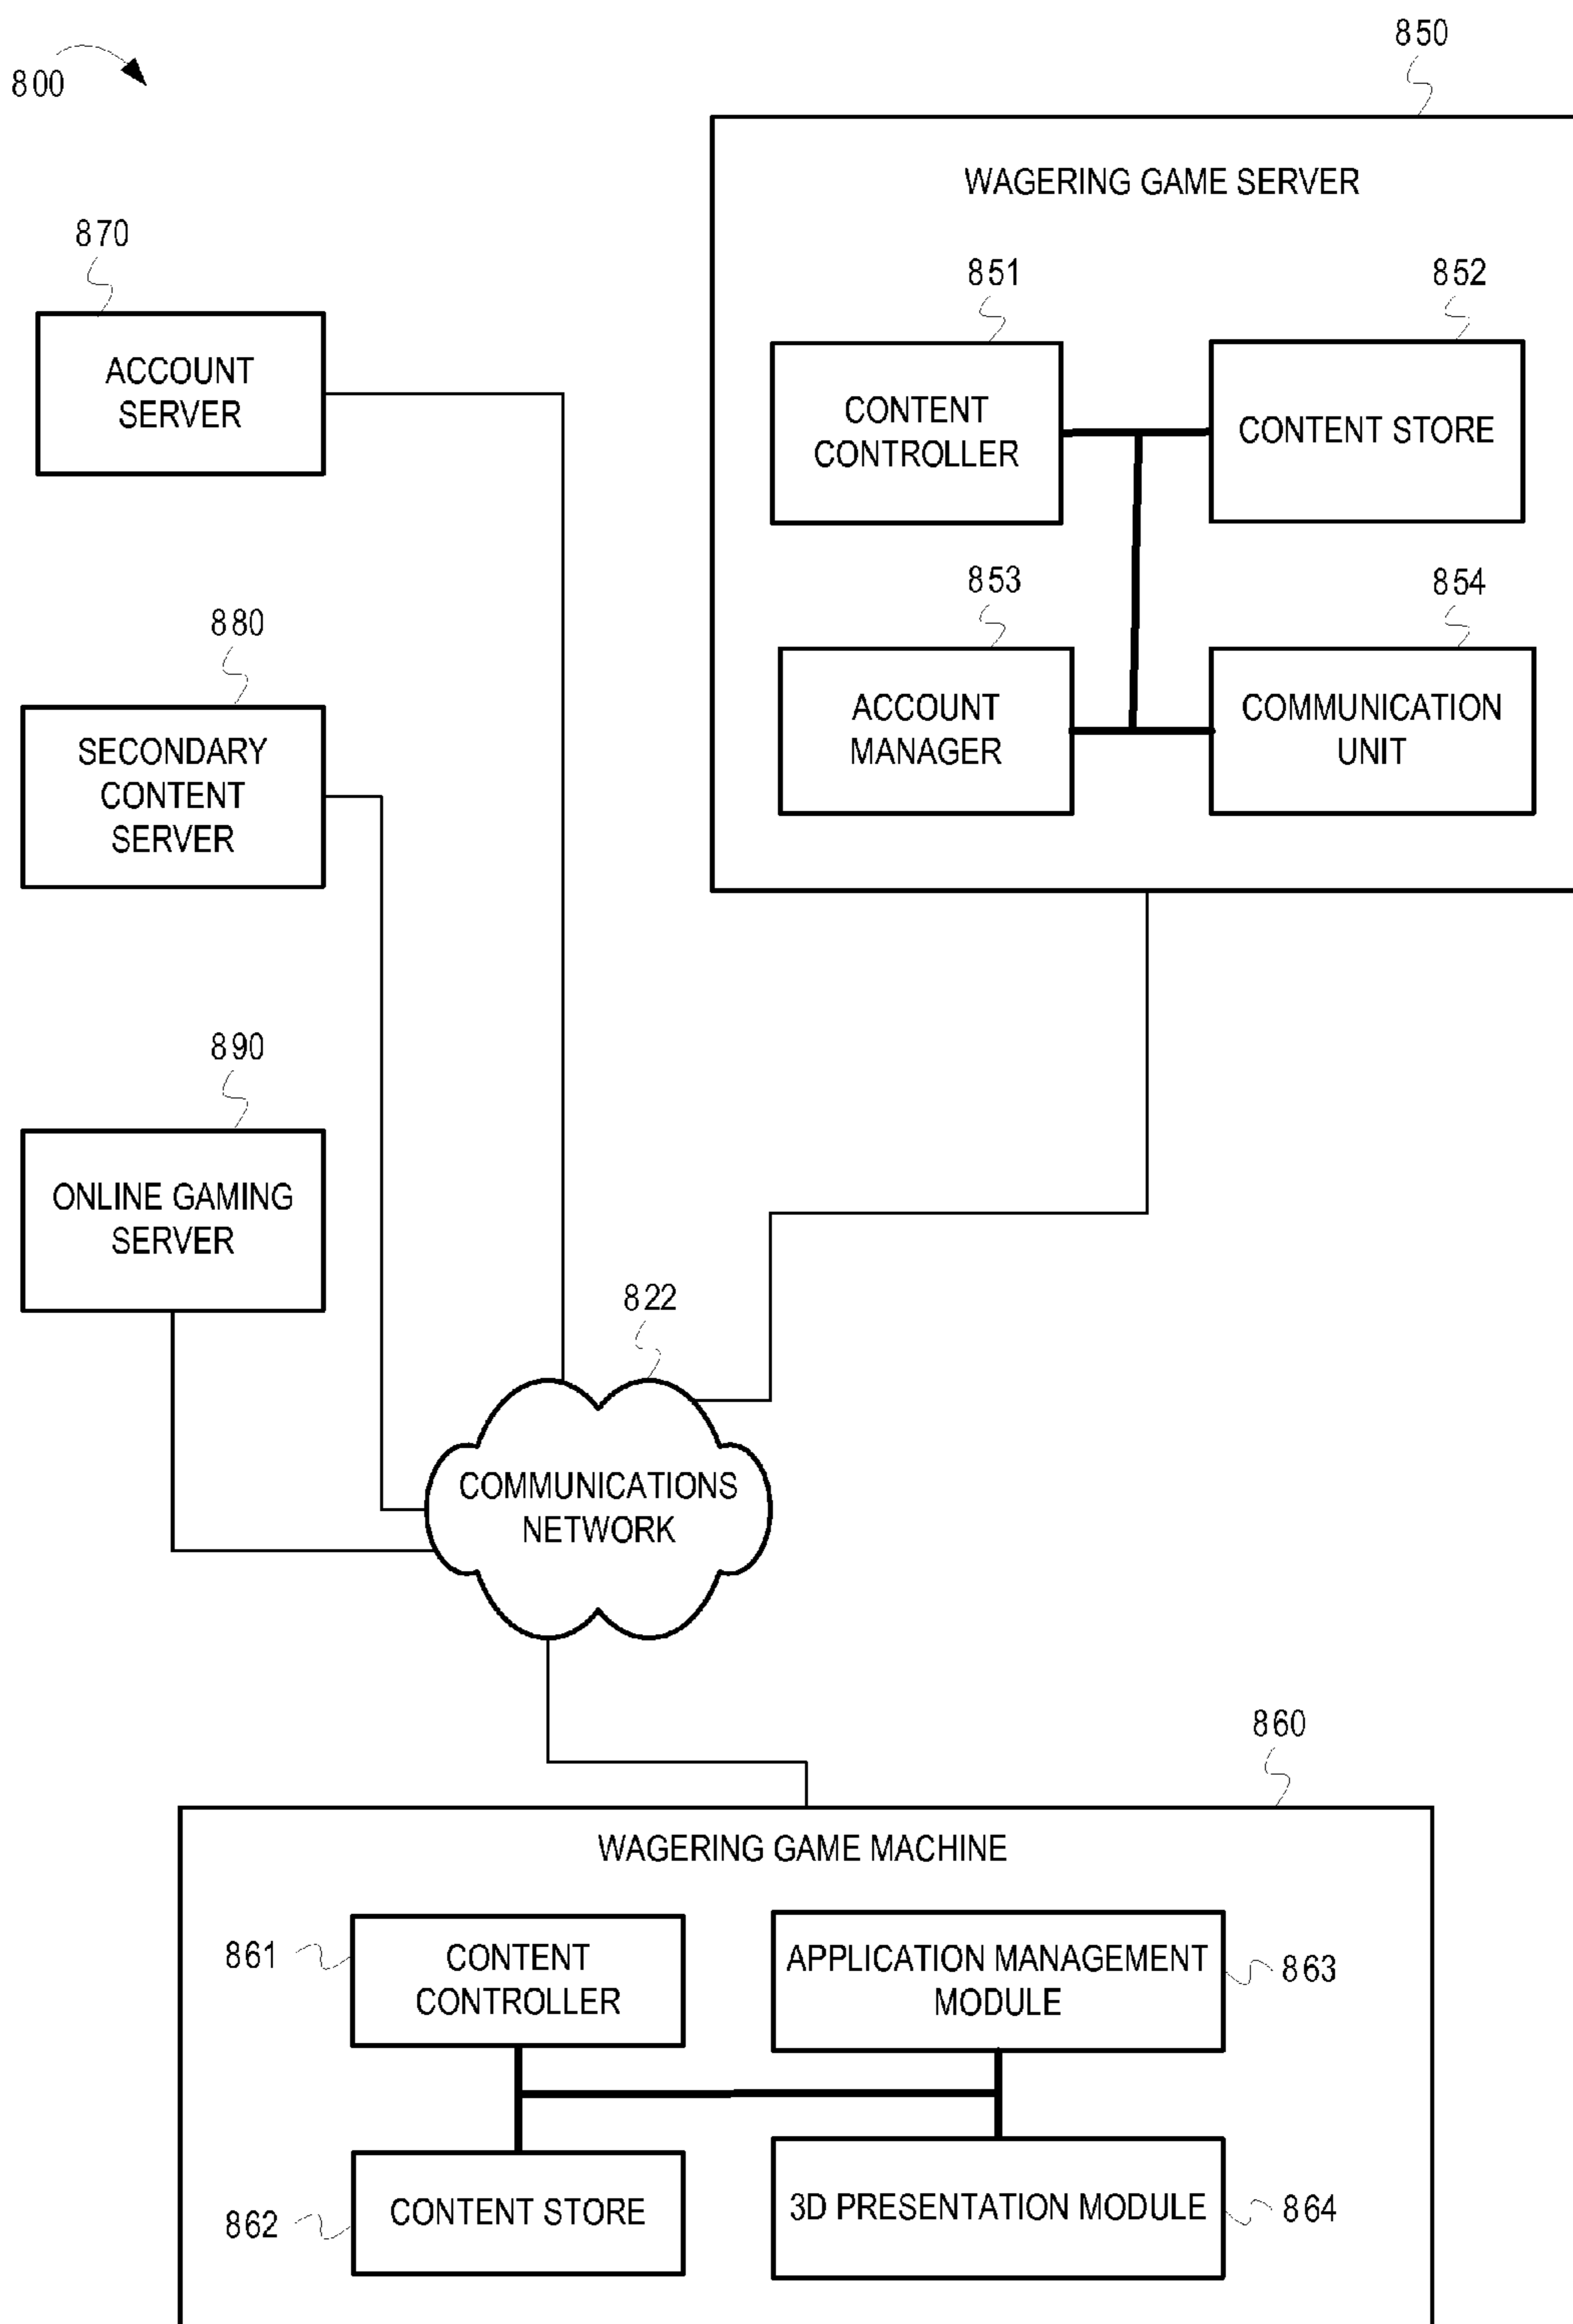 800
850
WAGERING GAME SERVER
870
851
852
ACCOUNT
SERVER
CONTENT
CONTROLLER
CONTENT STORE
853
854
880
ACCOUNT
MANAGER
COMMUNICATION
UNIT
SECONDARY
CONTENT
SERVER
890
ONLINE GAMING
SERVER
822
COMMUNICATIONS
NETWORK
860
WAGERING GAME MACHINE
861
CONTENT
CONTROLLER
APPLICATION MANAGEMENT
MODULE
863
862
CONTENT STORE
3D PRESENTATION MODULE
864